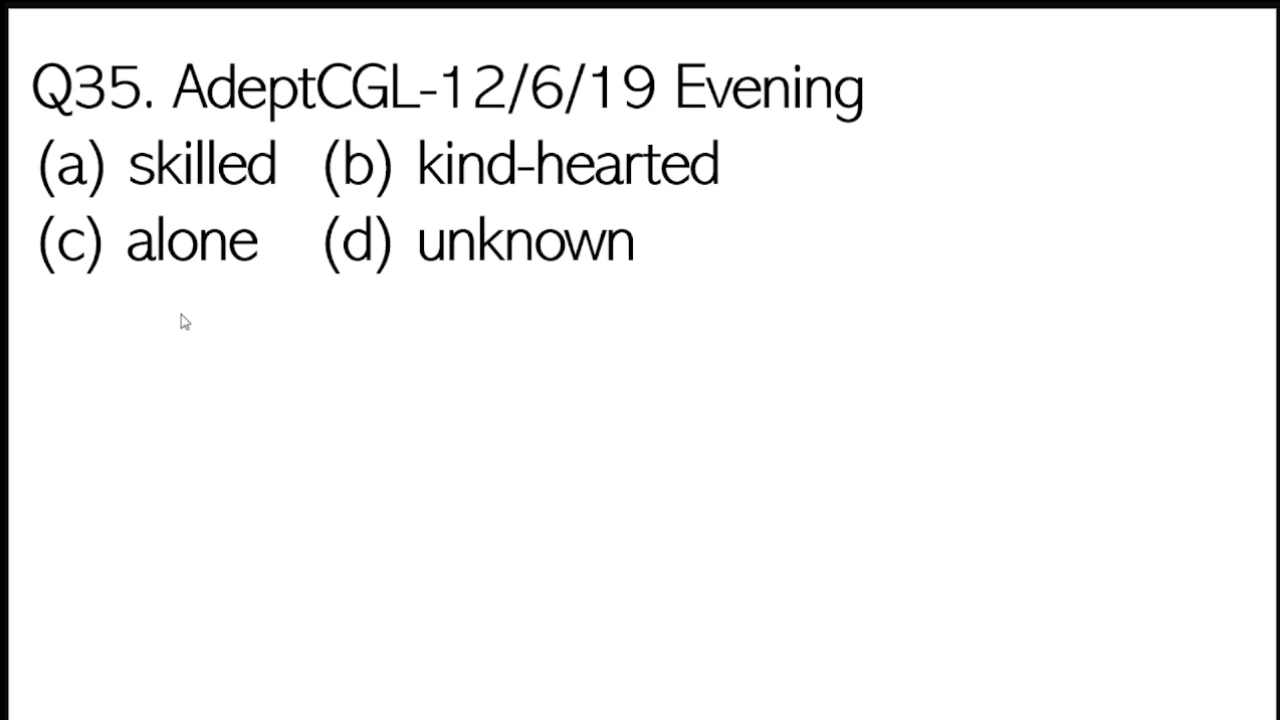 Q35. AdeptCGL-12/6/19 Evening
(a) skilled (b) kind-hearted
(c) alone (d) unknown